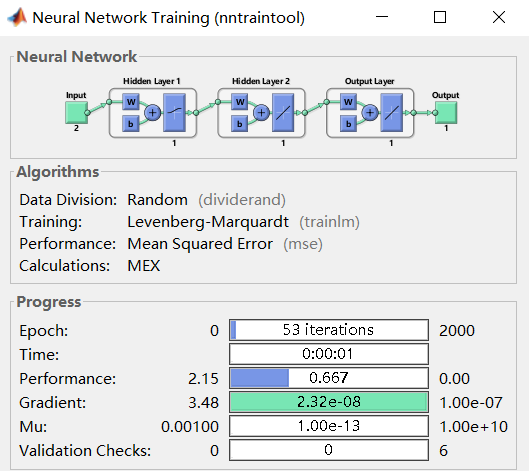 Neural Network Training (nntraintool)
Neural Network
Hidden Layer 1 Hidden Layer 2 Output Layer
Input Output
W W W
+ + +
b b b
2 1
1 1 1
Algorithms
Data Division: Random (dividerand)
Training: Levenberg-Marquardt (trainlm)
Performance: Mean Squared Error (mse)
Calculations: MEX
Progress
Epoch: 0 53 iterations 2000
Time: 0:00:01
Performance: 2.15 0.667 0.00
Gradient: 3.48 2.32e-08 1.00e-07
Mu: 0.00100 1.00e-13 1.00e+10
Validation Checks: 0 0 6